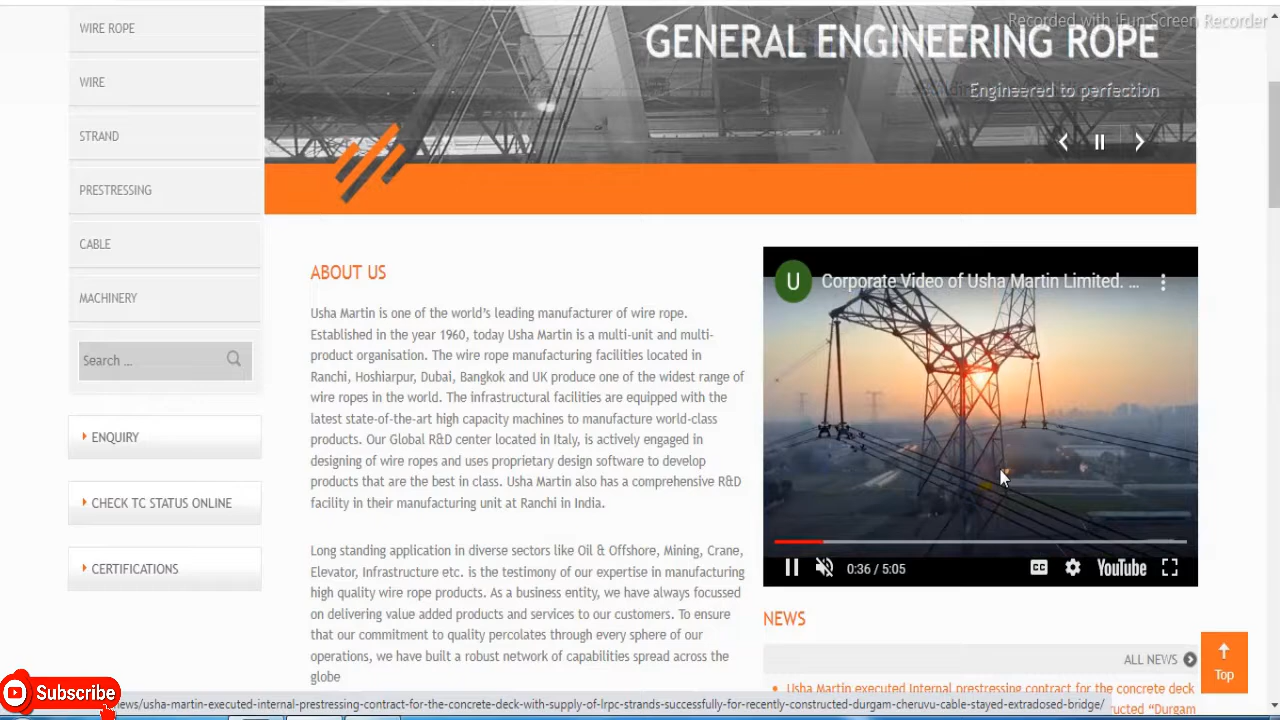 Recorded with iFun Screen Recorder
WIRE ROPE
WIRE
STRAND
PRESTRESSING
CABLE
MACHINERY
Search ...
ENQUIRY
CHECK TC STATUS ONLINE
CERTIFICATIONS
GENERAL ENGINEERING ROPE
Engineered to perfection
ABOUT US
Usha Martin is one of the world's leading manufacturer of wire rope.
Established in the year 1960, today Usha Martin is a multi-unit and multi-
product organisation. The wire rope manufacturing facilities located in
Ranchi, Hoshiarpur, Dubai, Bangkok and UK produce one of the widest range of
wire ropes in the world. The infrastructural facilities are equipped with the
latest state-of-the-art high capacity machines to manufacture world-class
products. Our Global R&D center located in Italy, is actively engaged in
designing of wire ropes and uses proprietary design software to develop
products that are the best in class. Usha Martin also has a comprehensive R&D
facility in their manufacturing unit at Ranchi in India.
Long standing application in diverse sectors like Oil & Offshore, Mining, Crane,
Elevator, Infrastructure etc. is the testimony of our expertise in manufacturing
high quality wire rope products. As a business entity, we have always focussed
on delivering value added products and services to our customers. To ensure
that our commitment to quality percolates through every sphere of our
operations, we have built a robust network of capabilities spread across the
globe
U
Corporate Video of Usha Martin Limited. ...
0:36 / 5:05
CC
YouTube
NEWS
ALL NEWS
Usha Martin executed Internal prestressing contract for the concrete deck
constructed "Durgam
Top
Subscribe
news/usha-martin-executed-internal-prestressing-contract-for-the-concrete-deck-with-supply-of-lrpc-strands-successfully-for-recently-constructed-durgam-cheruvu-cable-stayed-extradosed-bridge/